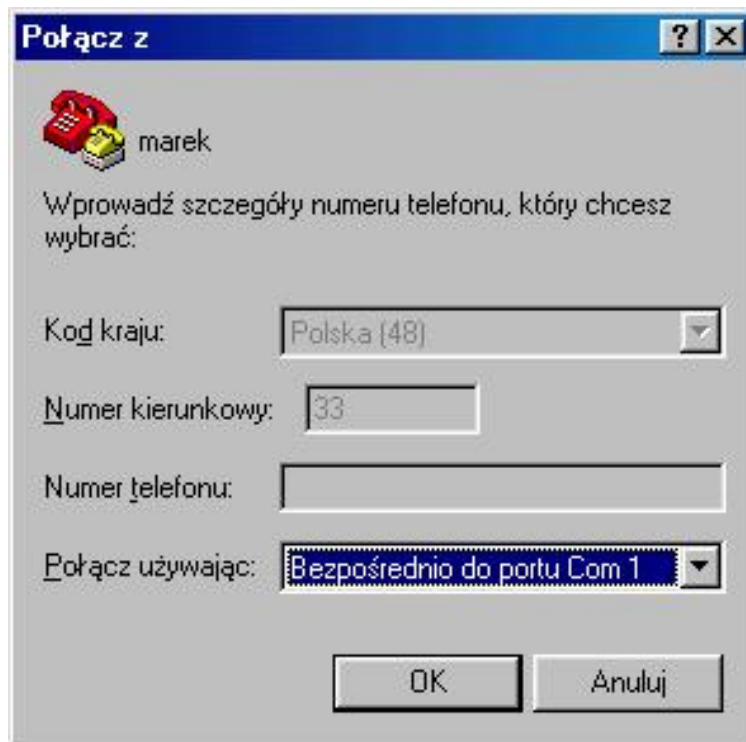 Połącz z
marek
Wprowadź szczegóły numeru telefonu, który chcesz
wybrać:
Kod kraju: Polska (48)
Numer kierunkowy: 33
Numer telefonu:
Połącz używając: Bezpośrednio do portu Com 1
OK Anuluj